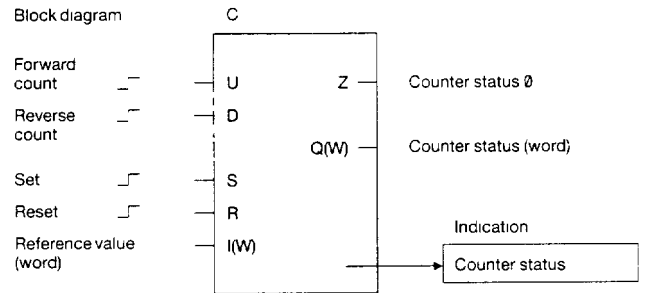 Block diagram
C
Forward
count
U
Z
Counter status 0
Reverse
count
D
Q(W)
Counter status (word)
Set
S
Reset
R
Indication
Reference value
(word)
I(W)
Counter status